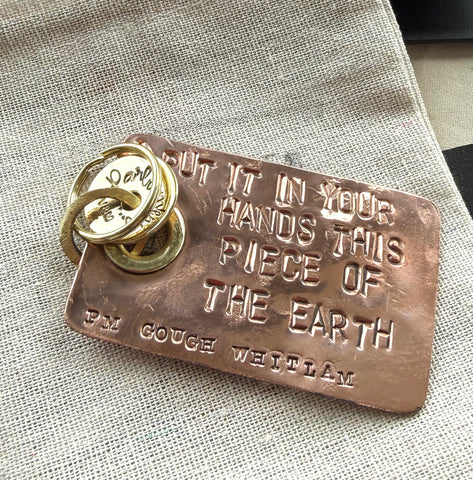 I PUT IT IN YOUR
HANDS THIS
PIECE OF
THE EARTH
PM GOUGH WHITLAM